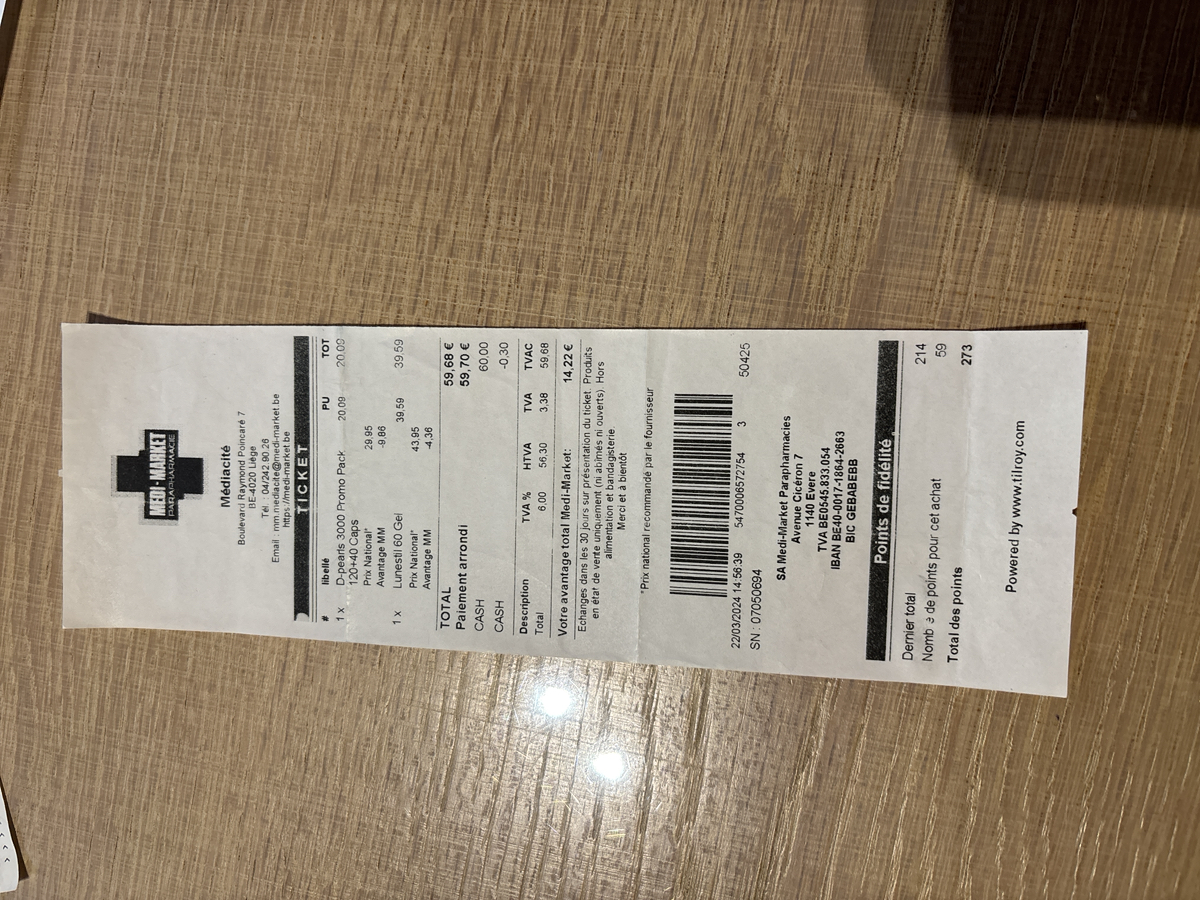 MEDI-MARKET
PARAPHARMACIE
Médiacité
Boulevard Raymond Poincaré 7
BE-4020 Liège
Tél. : 04/242.90.26
Email : mm.mediacite@medi-market.be
https://medi-market.be
TICKET
# libellé PU TOT
1 x D-pearls 3000 Promo Pack 20,09 20,09
120+40 Caps
Prix National* 29,95
Avantage MM -9,86
1 x Lunestil 60 Gel 39,59 39,59
Prix National* 43,95
Avantage MM -4,36
TOTAL 59,68 €
Paiement arrondi 59,70 €
CASH 60,00
CASH -0,30
Description TVA % HTVA TVA TVAC
Total 6,00 56,30 3,38 59,68
Votre avantage total Medi-Market: 14,22 €
Echanges dans les 30 jours sur présentation du ticket. Produits
en état de vente uniquement (ni abîmés ni ouverts). Hors
alimentation et bandagisterie.
Merci et à bientôt
*Prix national recommandé par le fournisseur
22/03/2024 14:56:39 5470006572754 3 50425
SN : 07050694
SA Medi-Market Parapharmacies
Avenue Cicéron 7
1140 Evere
TVA BE0545.833.054
IBAN BE40-0017-1864-2663
BIC GEBABEBB
Points de fidélité
Dernier total 214
de points pour cet achat 59
Total des points 273
Powered by www.tilroy.com